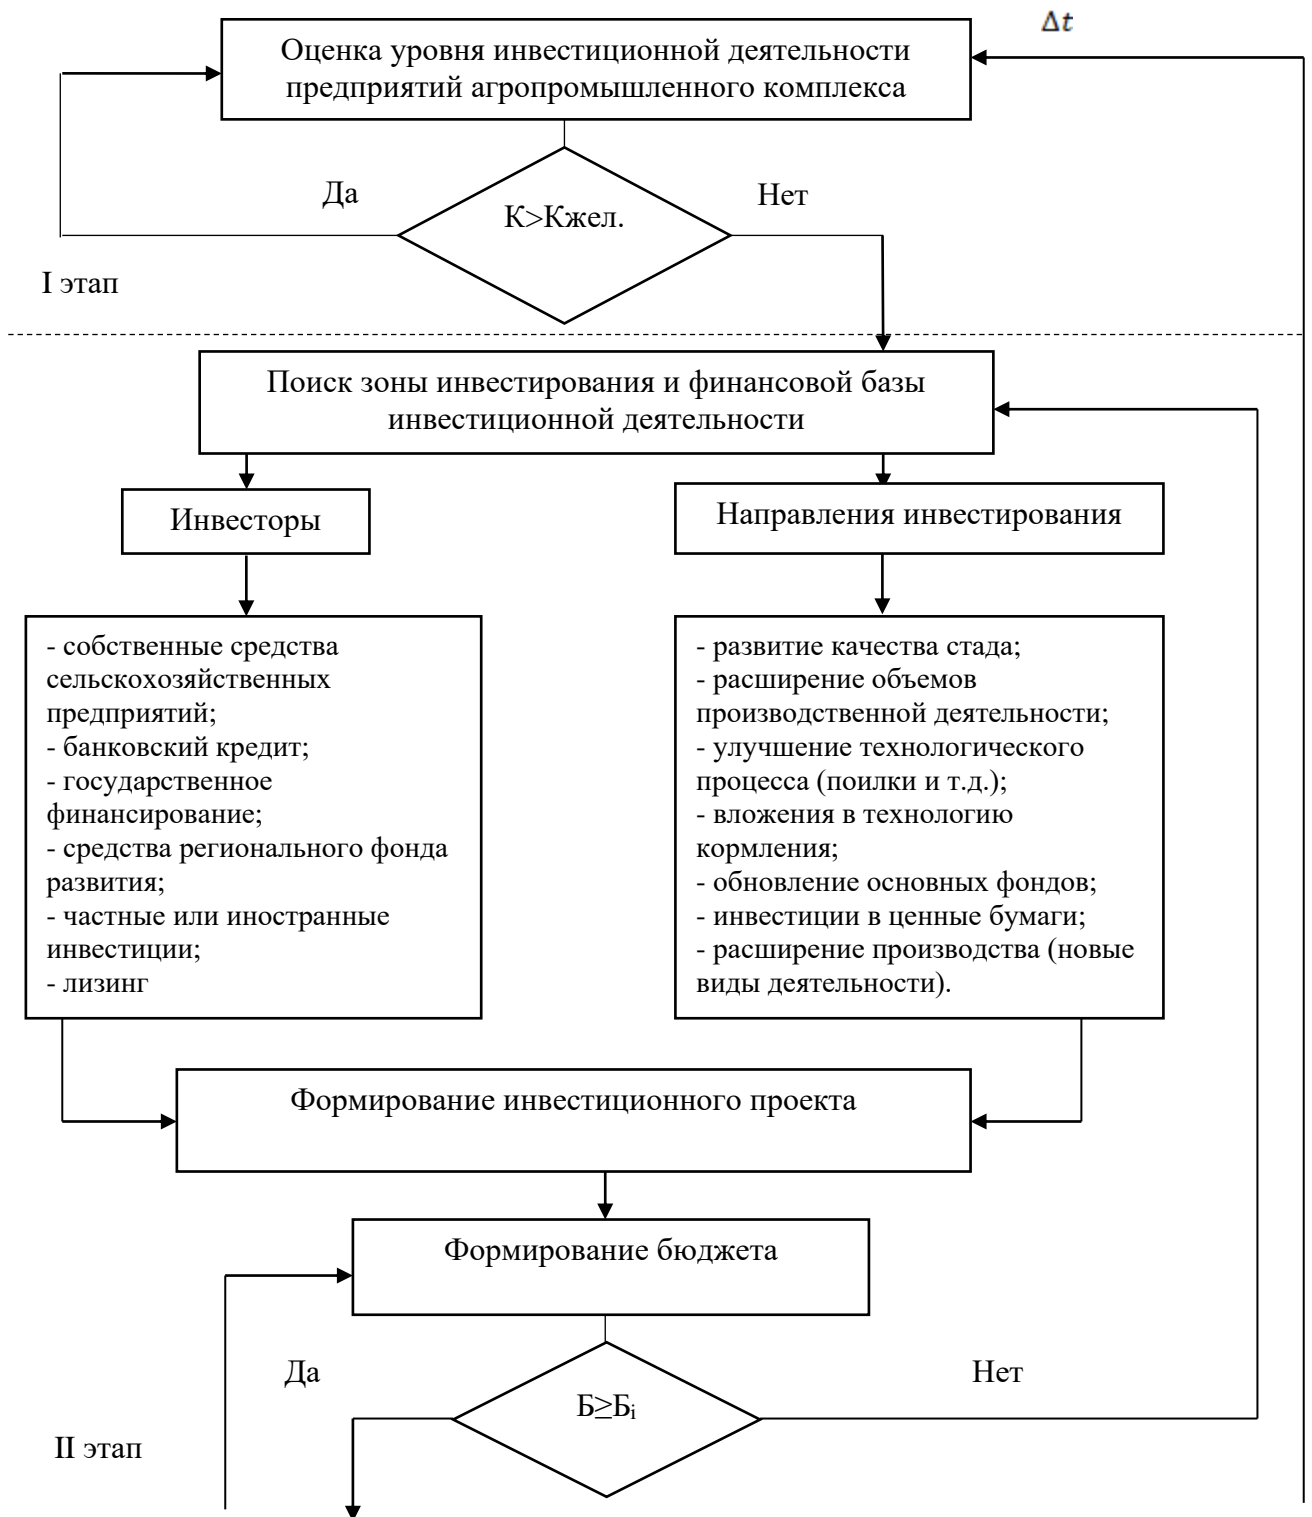 Δt
Оценка уровня инвестиционной деятельности
предприятий агропромышленного комплекса
Да
Нет
К>Кжел.
I этап
Поиск зоны инвестирования и финансовой базы
инвестиционной деятельности
Инвесторы
Направления инвестирования
- собственные средства
сельскохозяйственных
предприятий;
- банковский кредит;
- государственное
финансирование;
- средства регионального фонда
развития;
- частные или иностранные
инвестиции;
- лизинг
- развитие качества стада;
- расширение объемов
производственной деятельности;
- улучшение технологического
процесса (поилки и т.д.);
- вложения в технологию
кормления;
- обновление основных фондов;
- инвестиции в ценные бумаги;
- расширение производства (новые
виды деятельности).
Формирование инвестиционного проекта
Формирование бюджета
Да
Нет
Б≥Бi
II этап